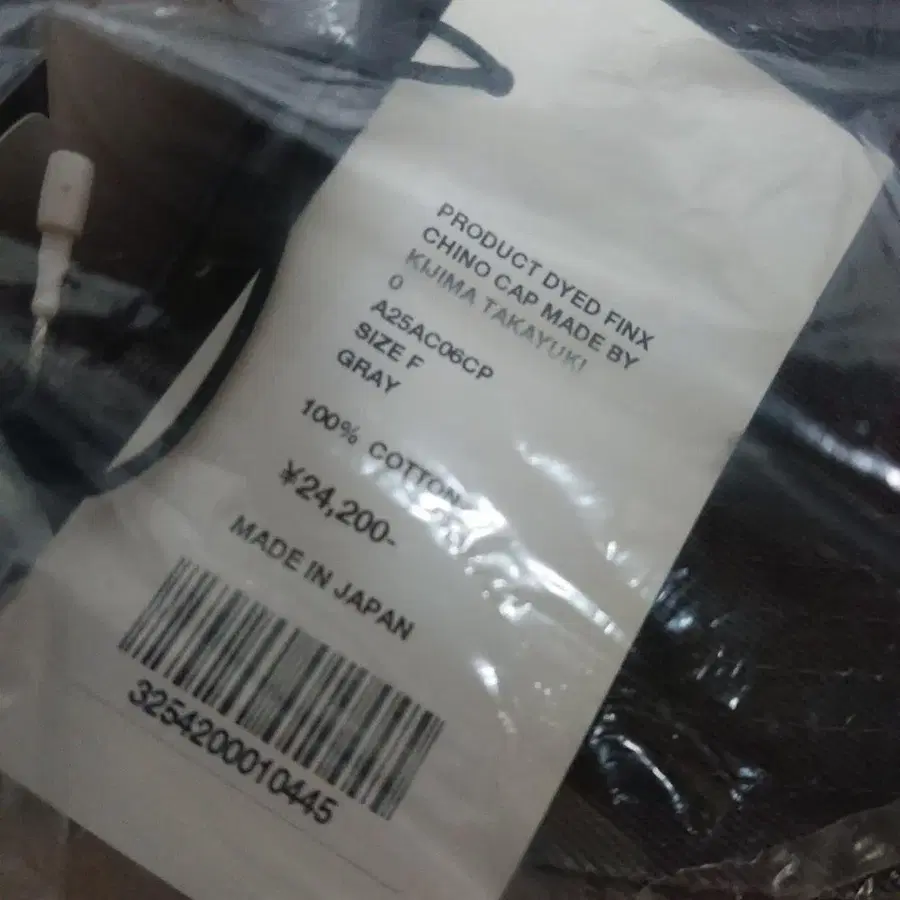 PRODUCT DYED FINX
CHINO CAP MADE BY
KIJIMA TAKAYUKI
0
A25AC06CP
SIZE F
GRAY
100% COTTON
¥24,200-
MADE IN JAPAN
3254200010445